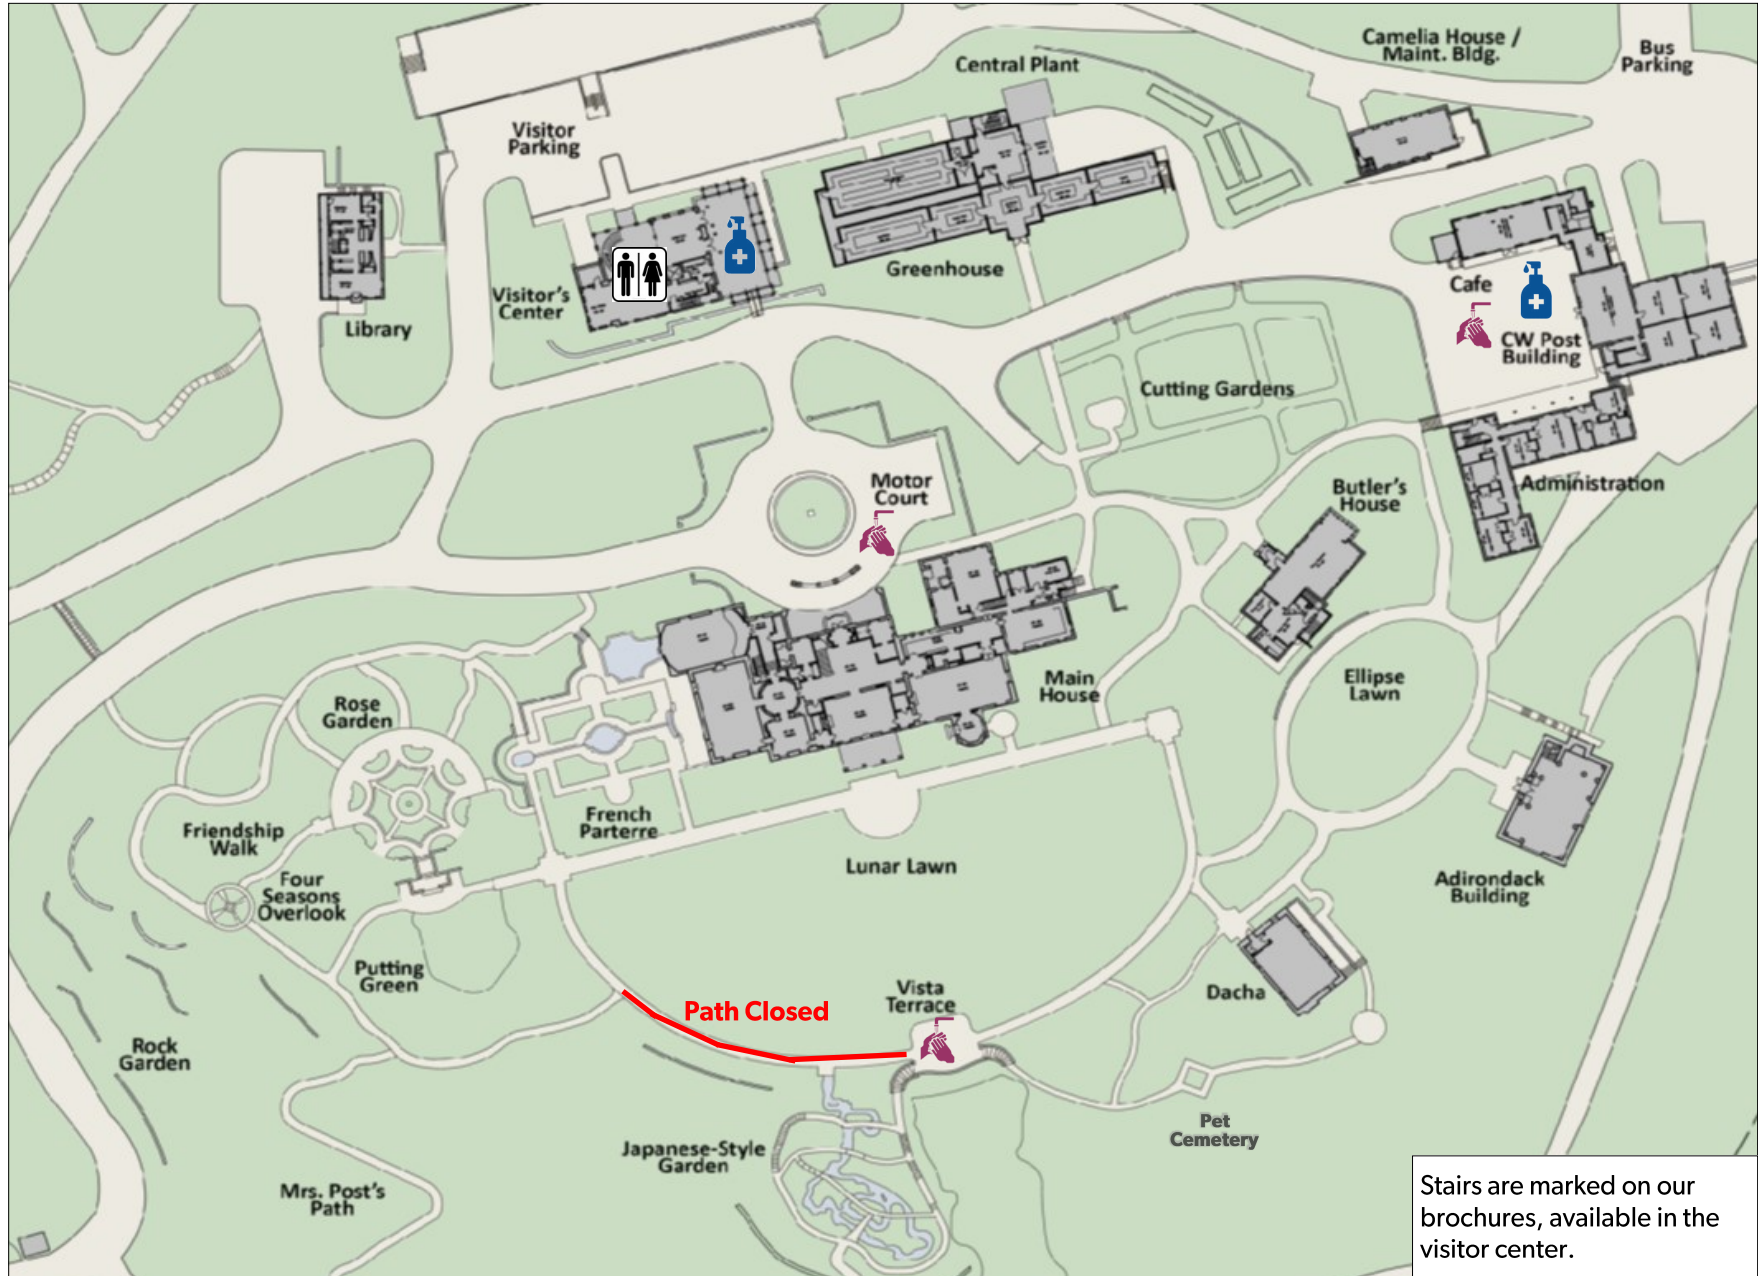 Camelia House /
Maint. Bldg.
Bus
Parking
Central Plant
Visitor
Parking
Greenhouse
Visitor's
Center
Library
Cafe
CW Post
Building
Cutting Gardens
Motor
Court
Butler's
House
Administration
Main
House
Ellipse
Lawn
Rose
Garden
French
Parterre
Friendship
Walk
Lunar Lawn
Four
Seasons
Overlook
Adirondack
Building
Putting
Green
Vista
Terrace
Dacha
Path Closed
Rock
Garden
Pet
Cemetery
Japanese-Style
Garden
Mrs. Post's
Path
Stairs are marked on our
brochures, available in the
visitor center.